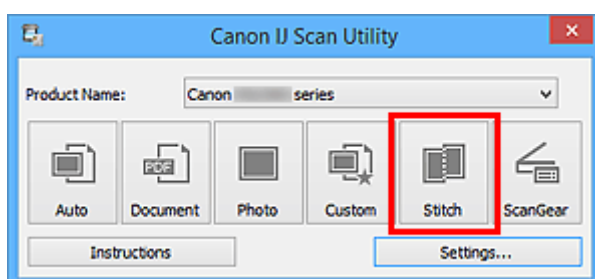 Canon IJ Scan Utility
Product Name: Canon series
PDF
Auto Document Photo Custom Stitch ScanGear
Instructions Settings...